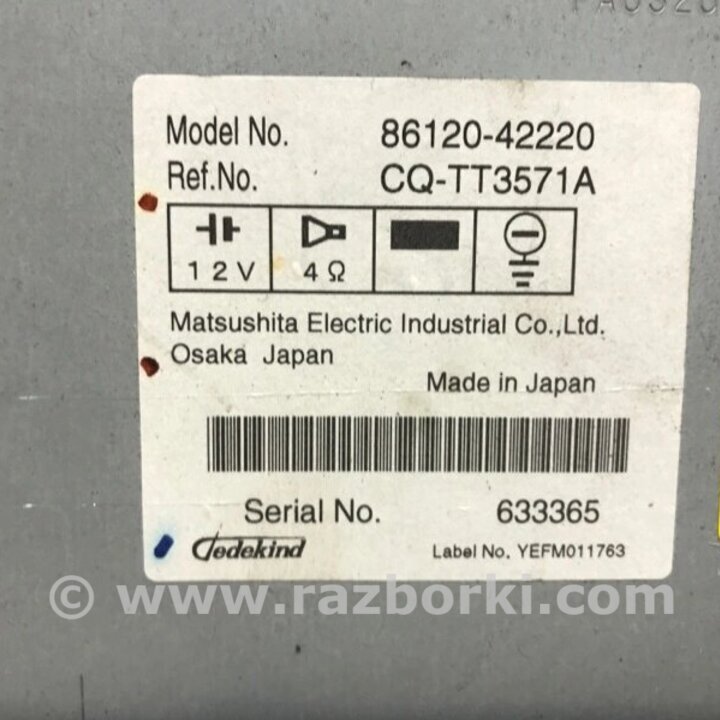 Model No. 86120-42220
Ref.No. CQ-TT3571A
12V 4Ω
Matsushita Electric Industrial Co.,Ltd.
Osaka Japan
Made in Japan
Serial No. 633365
Dedekind Label No. YEFM011763
© www.razborki.com